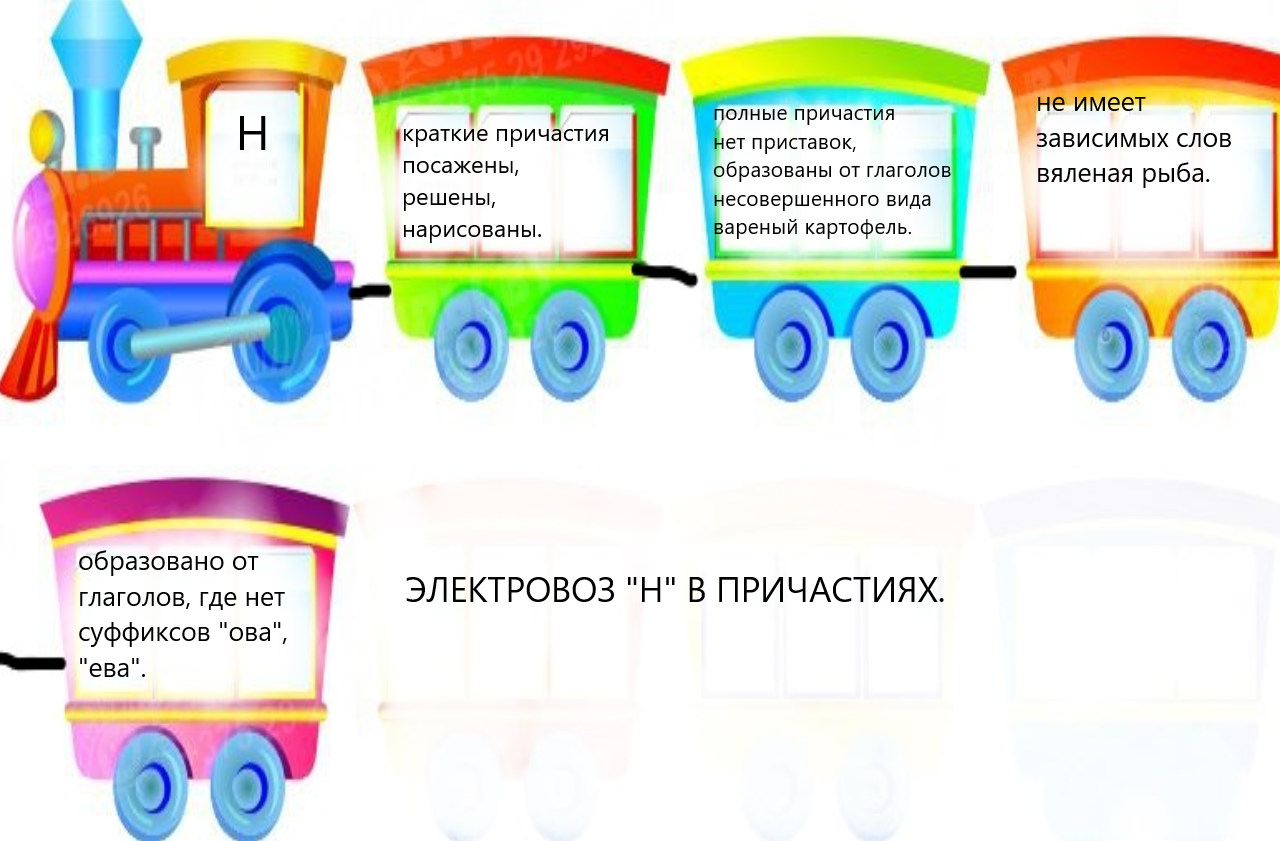 Н
краткие причастия
посажены,
решены,
нарисованы.
полные причастия
нет приставок,
образованы от глаголов
несовершенного вида
вареный картофель.
не имеет
зависимых слов
вяленая рыба.
образовано от
глаголов, где нет
суффиксов "ова",
"ева".
ЭЛЕКТРОВОЗ "Н" В ПРИЧАСТИЯХ.